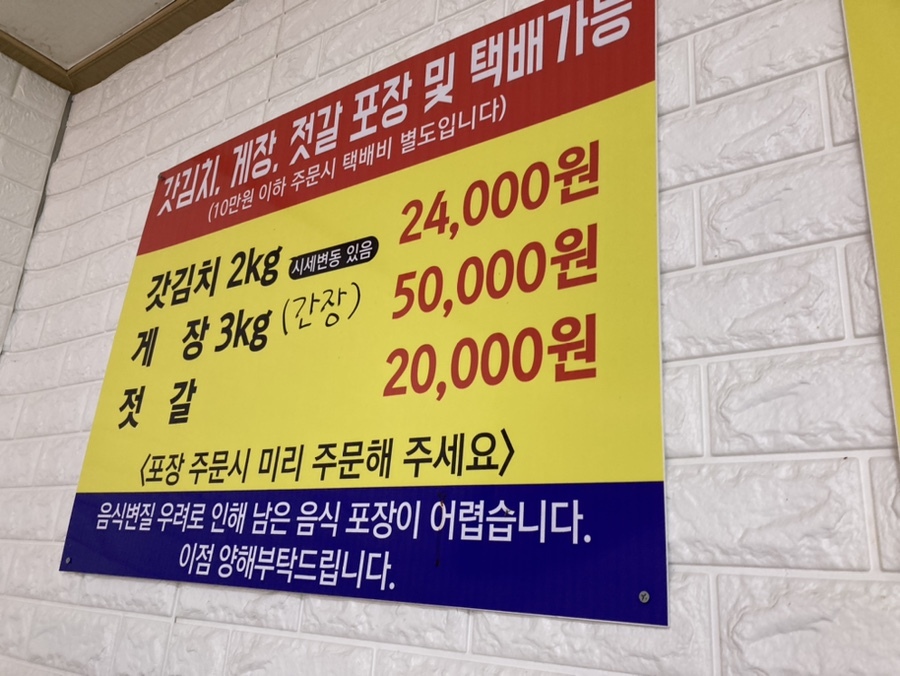 갓김치, 게장, 젓갈 포장 및 택배가능
(10만원 이하 주문시 택배비 별도입니다)
갓김치 2kg 시세변동 있음 24,000원
게 장 3kg (간장) 50,000원
젓 갈 20,000원
<포장 주문시 미리 주문해 주세요>
음식변질 우려로 인해 남은 음식 포장이 어렵습니다.
이점 양해부탁드립니다.